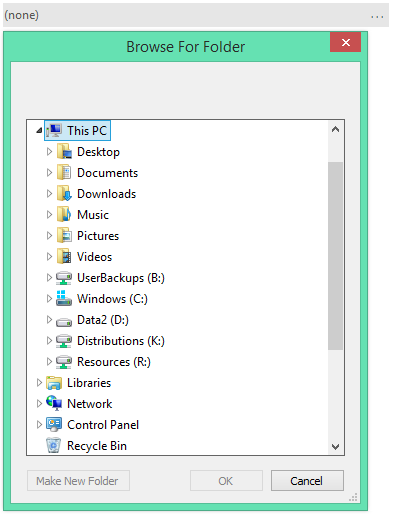 (none) ...
Browse For Folder
This PC
Desktop
Documents
Downloads
Music
Pictures
Videos
UserBackups (B:)
Windows (C:)
Data2 (D:)
Distributions (K:)
Resources (R:)
Libraries
Network
Control Panel
Recycle Bin
Make New Folder OK Cancel